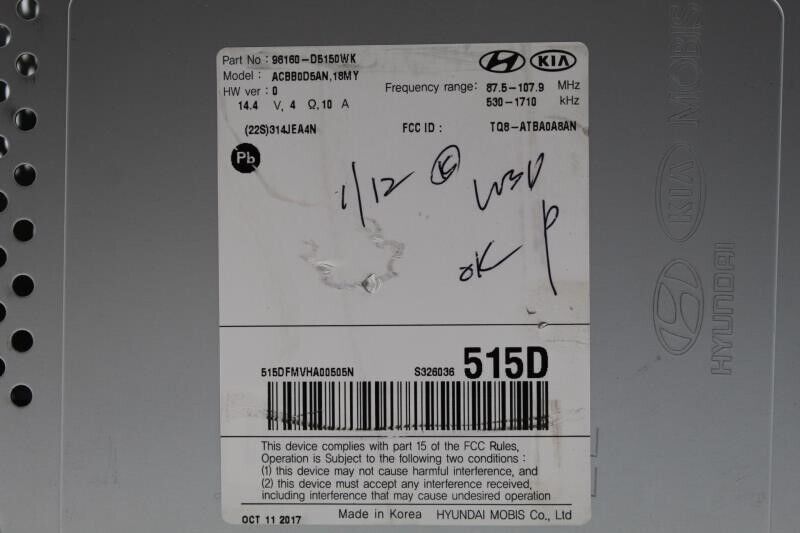 Part No : 96160-D5150WK
KIA
Model : ACBB0D5AN,18MY
HW ver : 0
Frequency range: 87.5-107.9 MHz
14.4 V, 4 Ω,10 A
530-1710 kHz
(22S)314JEA4N
FCC ID : TQ8-ATBA0A8AN
Pb
1/12 K
OK P
515DFMVHA00505N
S326036 515D
This device complies with part 15 of the FCC Rules,
Operation is Subject to the following two conditions :
(1) this device may not cause harmful interference, and
(2) this device must accept any interference received,
including interference that may cause undesired operation
OCT 11 2017
Made in Korea HYUNDAI MOBIS Co., Ltd
KIA MOBIS
HYUNDAI